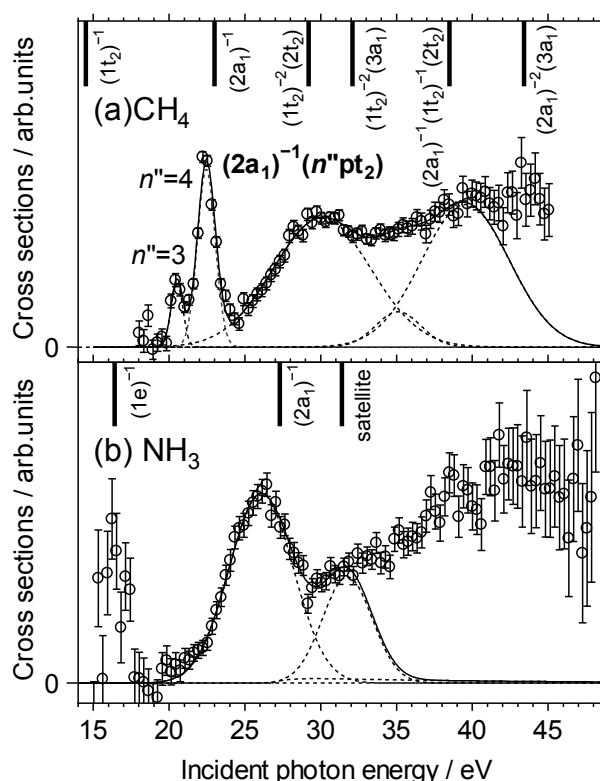 (1t₂)⁻¹
(2a₁)⁻¹
(1t₂)⁻²(2t₂)
(1t₂)⁻²(3a₁)
(2a₁)⁻¹(1t₂)⁻¹(2t₂)
(2a₁)⁻²(3a₁)
(a)CH₄
(2a₁)⁻¹(n"pt₂)
n"=4
n"=3
Cross sections / arb.units
0
(1e)⁻¹
(2a₁)⁻¹
satellite
(b) NH₃
Cross sections / arb.units
0
15 20 25 30 35 40 45
Incident photon energy / eV